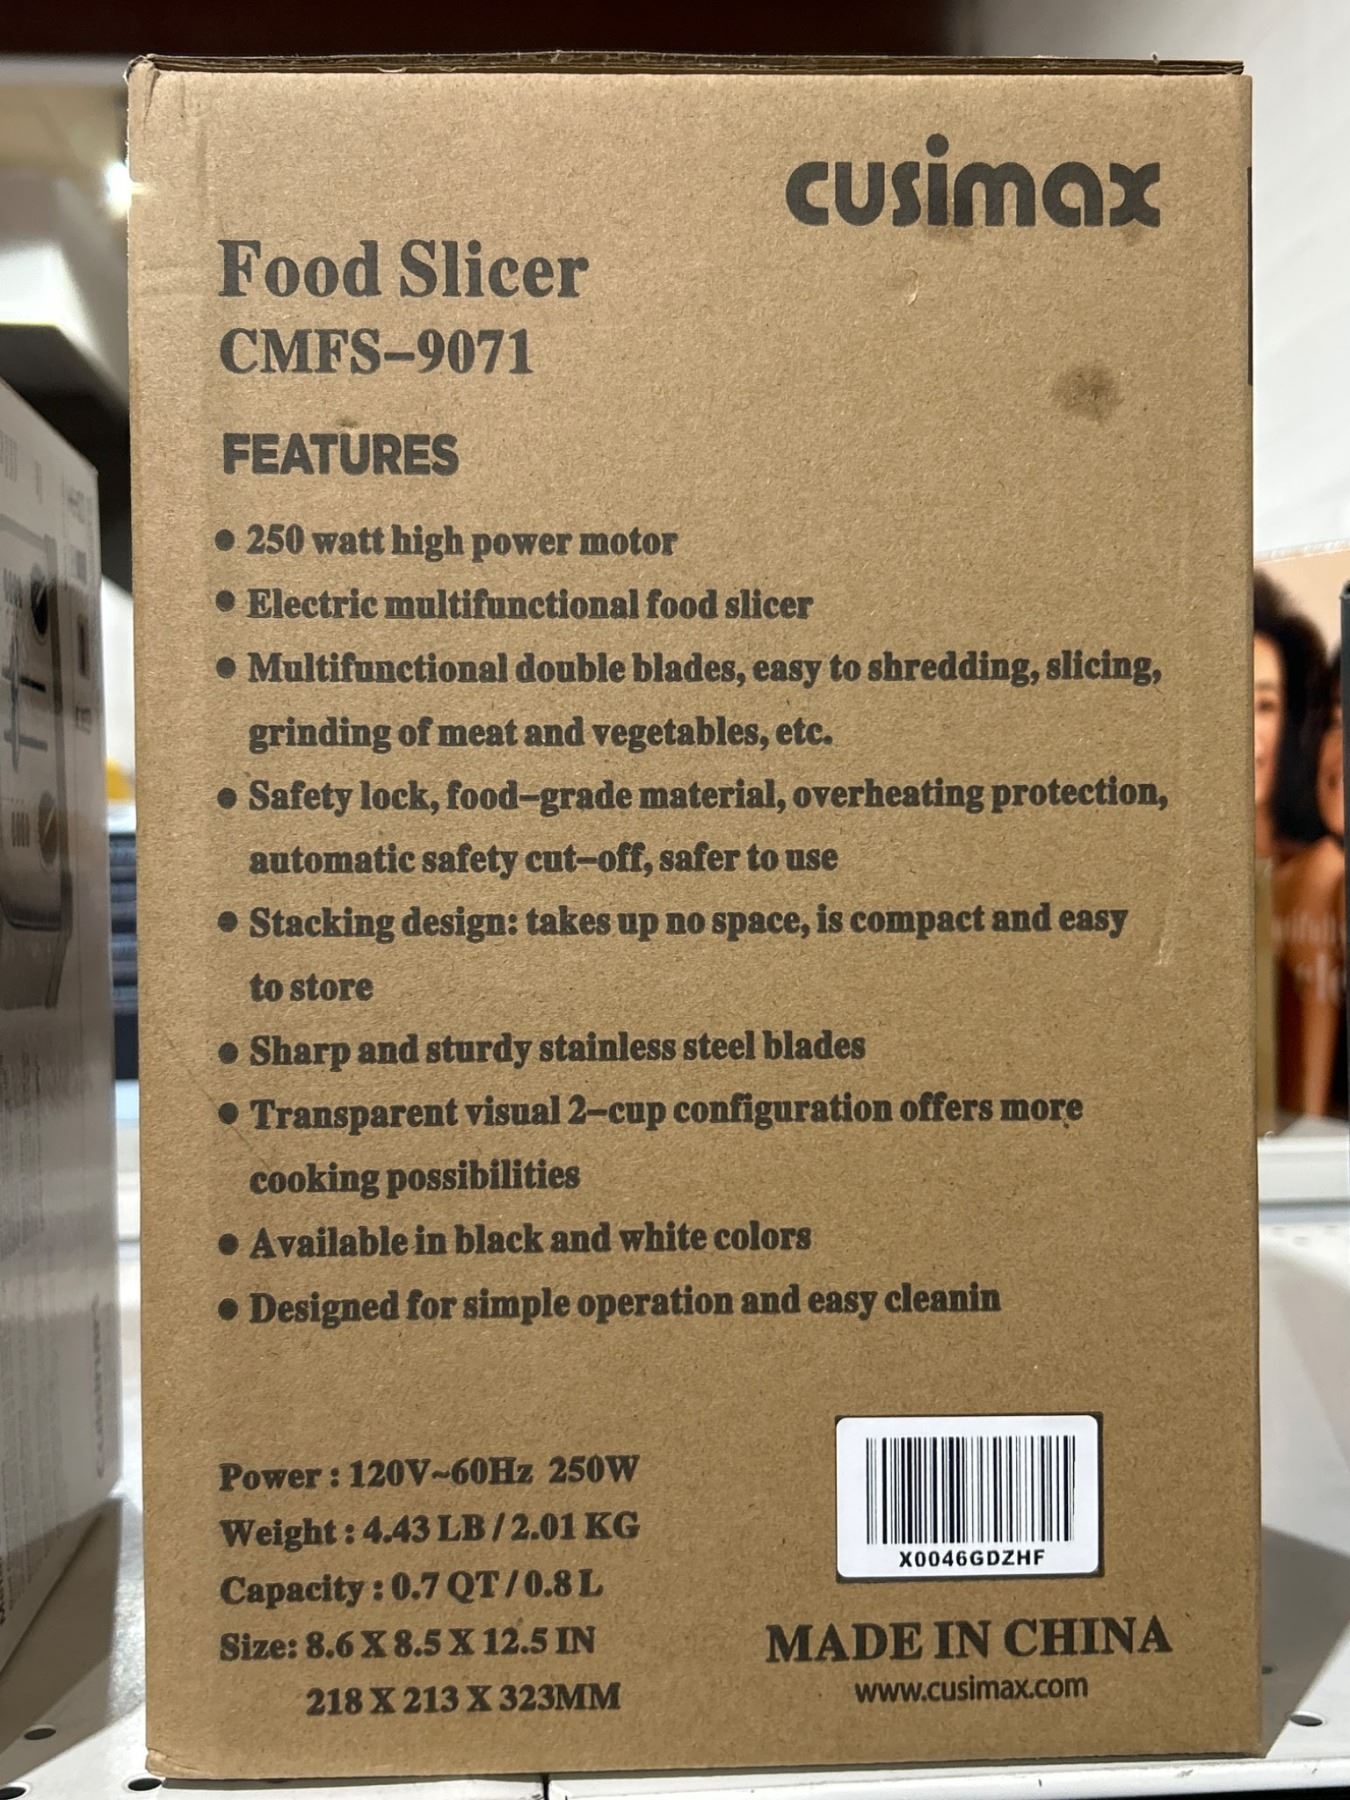 cusimax
Food Slicer
CMFS-9071
FEATURES
● 250 watt high power motor
● Electric multifunctional food slicer
● Multifunctional double blades, easy to shredding, slicing,
grinding of meat and vegetables, etc.
● Safety lock, food-grade material, overheating protection,
automatic safety cut-off, safer to use
● Stacking design: takes up no space, is compact and easy
to store
● Sharp and sturdy stainless steel blades
● Transparent visual 2-cup configuration offers more
cooking possibilities
● Available in black and white colors
● Designed for simple operation and easy cleanin
Power : 120V~60Hz 250W
Weight : 4.43 LB / 2.01 KG
Capacity : 0.7 QT / 0.8 L
Size: 8.6 X 8.5 X 12.5 IN
218 X 213 X 323MM
X0046GDZHF
MADE IN CHINA
www.cusimax.com